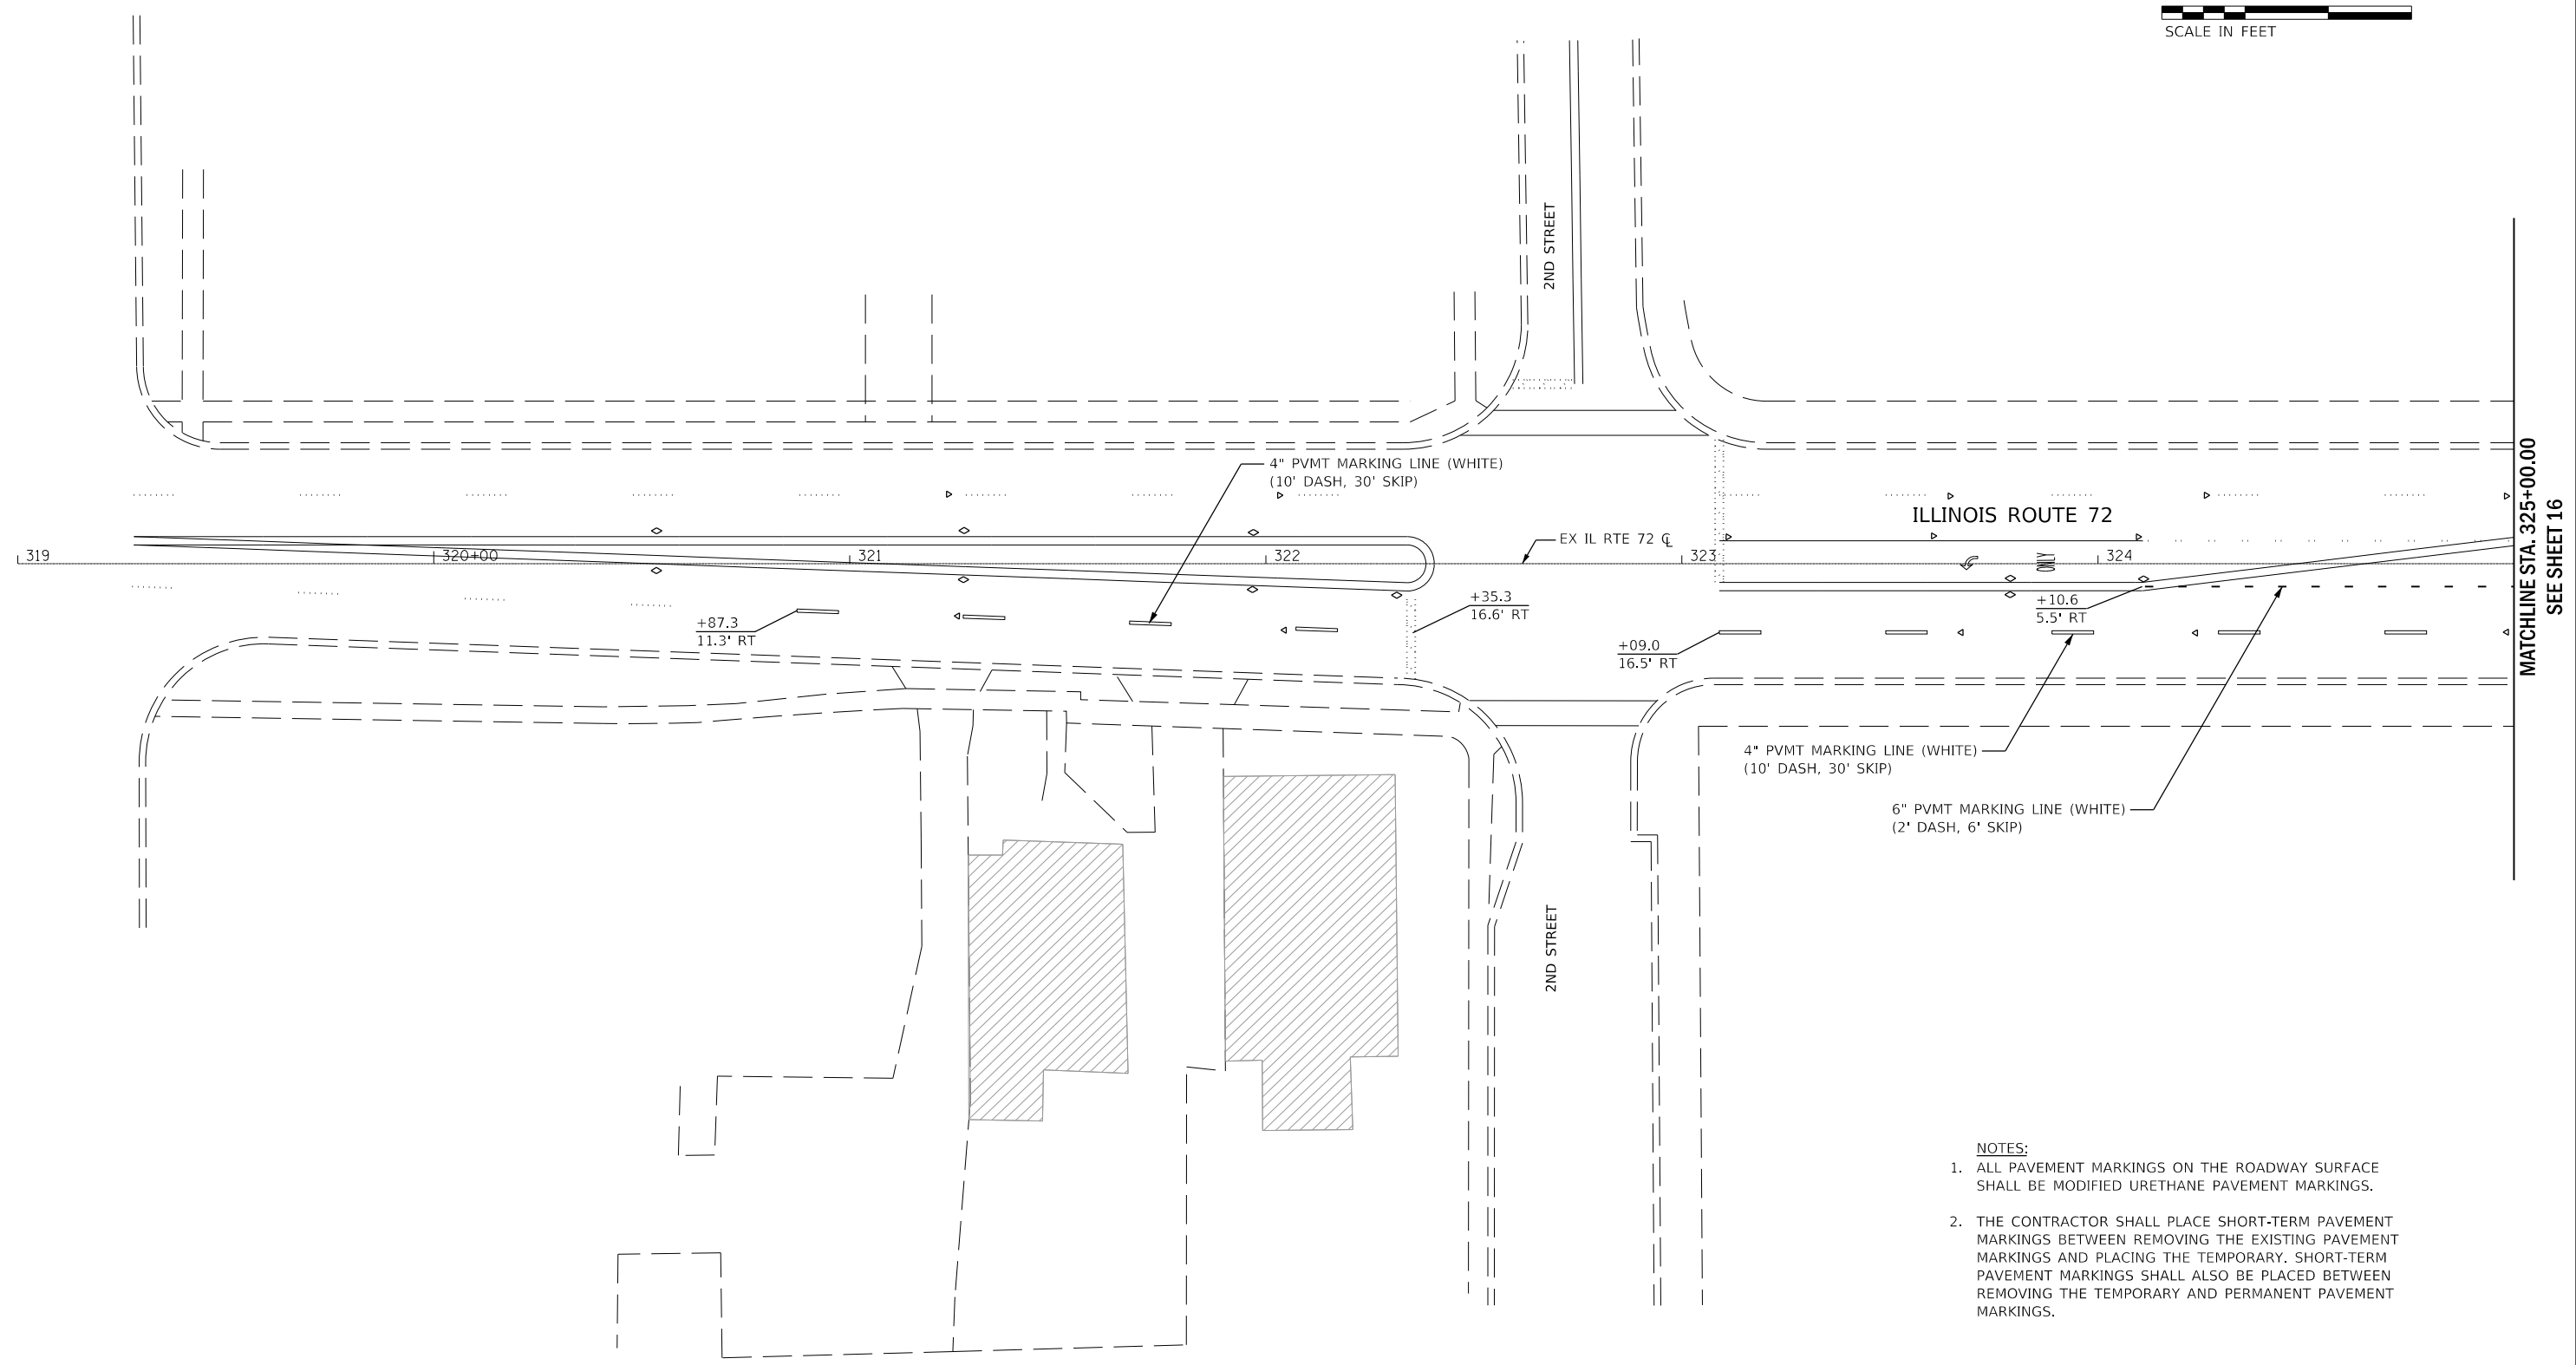 SCALE IN FEET
2ND STREET
4" PVMT MARKING LINE (WHITE)
(10' DASH, 30' SKIP)
ILLINOIS ROUTE 72
EX IL RTE 72 ℄
319
320+00
321
322
323
ONLY
324
MATCHLINE STA. 325+00.00
SEE SHEET 16
+87.3
11.3' RT
+35.3
16.6' RT
+09.0
16.5' RT
+10.6
5.5' RT
4" PVMT MARKING LINE (WHITE)
(10' DASH, 30' SKIP)
6" PVMT MARKING LINE (WHITE)
(2' DASH, 6' SKIP)
2ND STREET
NOTES:
1. ALL PAVEMENT MARKINGS ON THE ROADWAY SURFACE
SHALL BE MODIFIED URETHANE PAVEMENT MARKINGS.
2. THE CONTRACTOR SHALL PLACE SHORT-TERM PAVEMENT
MARKINGS BETWEEN REMOVING THE EXISTING PAVEMENT
MARKINGS AND PLACING THE TEMPORARY. SHORT-TERM
PAVEMENT MARKINGS SHALL ALSO BE PLACED BETWEEN
REMOVING THE TEMPORARY AND PERMANENT PAVEMENT
MARKINGS.